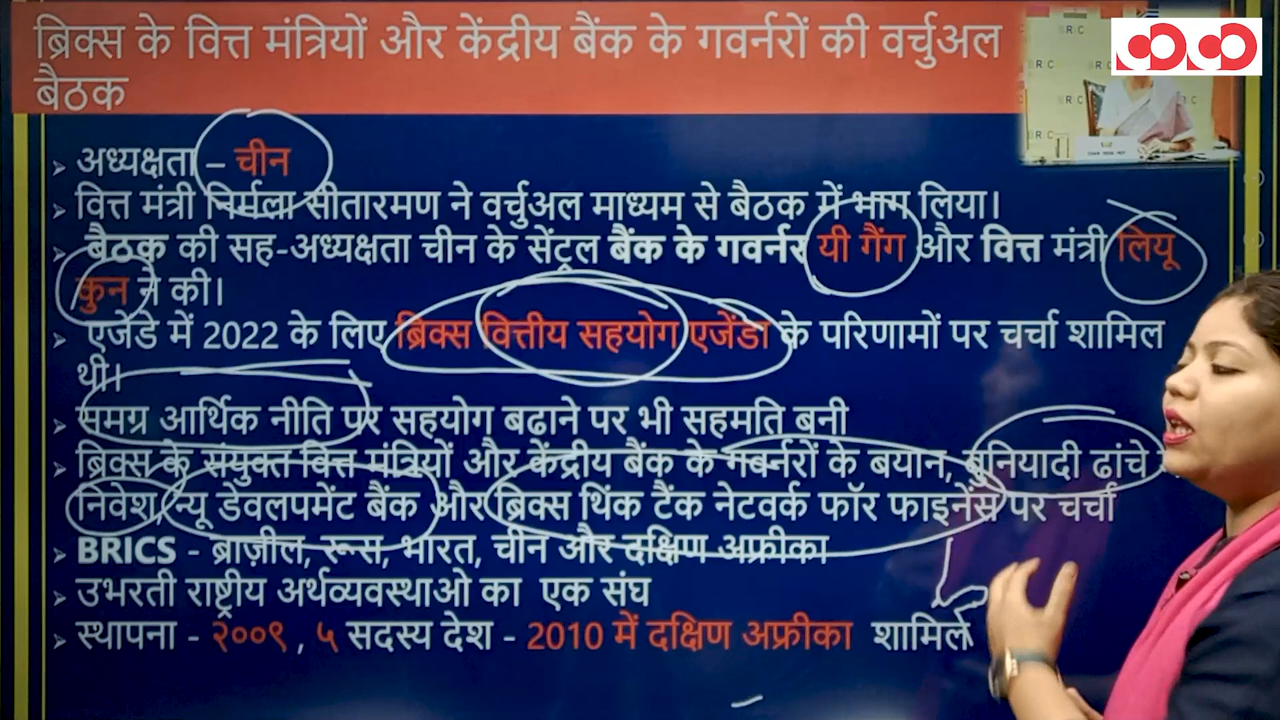 ब्रिक्स के वित्त मंत्रियों और केंद्रीय बैंक के गवर्नरों की वर्चुअल
बैठक
अध्यक्षता – चीन
वित्त मंत्री निर्मला सीतारमण ने वर्चुअल माध्यम से बैठक में भाग लिया।
बैठक की सह-अध्यक्षता चीन के सेंट्रल बैंक के गवर्नर यी गैंग और वित्त मंत्री लियू
कुन ने की।
एजेंडे में 2022 के लिए ब्रिक्स वित्तीय सहयोग एजेंडा के परिणामों पर चर्चा शामिल
थी।
समग्र आर्थिक नीति पर सहयोग बढाने पर भी सहमति बनी
ब्रिक्स के संयुक्त वित्त मंत्रियों और केंद्रीय बैंक के गवर्नरों के बयान, बुनियादी ढांचे
निवेश, न्यू डेवलपमेंट बैंक और ब्रिक्स थिंक टैंक नेटवर्क फॉर फाइनेंस पर चर्चा
BRICS - ब्राज़ील, रूस, भारत, चीन और दक्षिण अफ्रीका
उभरती राष्ट्रीय अर्थव्यवस्थाओ का एक संघ
स्थापना - २००९ , ५ सदस्य देश - 2010 में दक्षिण अफ्रीका शामिल